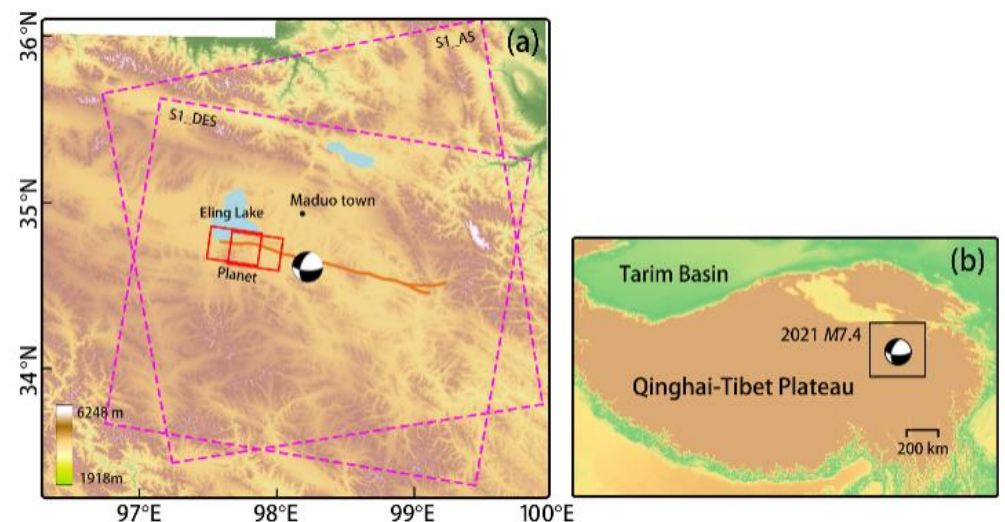 (a)
36°N
35°N
34°N
S1_AS
S1_DES
Maduo town
Eling Lake
Planet
6248 m
1918m
97°E
98°E
99°E
100°E
(b)
Tarim Basin
2021 M7.4
Qinghai-Tibet Plateau
200 km